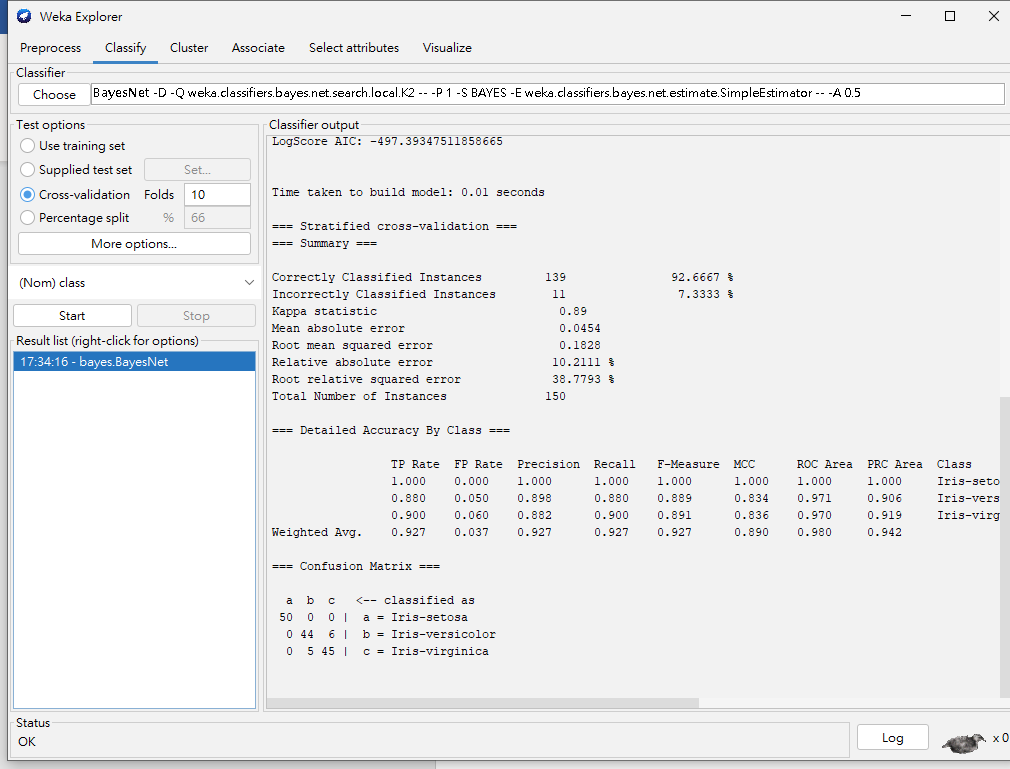 Weka Explorer
Preprocess Classify Cluster Associate Select attributes Visualize
Classifier
Choose BayesNet -D -Q weka.classifiers.bayes.net.search.local.K2 -- -P 1 -S BAYES -E weka.classifiers.bayes.net.estimate.SimpleEstimator -- -A 0.5
Test options
Use training set
Supplied test set Set...
Cross-validation Folds 10
Percentage split % 66
More options...
(Nom) class
Start Stop
Result list (right-click for options)
17:34:16 - bayes.BayesNet
Classifier output
LogScore AIC: -497.39347511858665
Time taken to build model: 0.01 seconds
=== Stratified cross-validation ===
=== Summary ===
Correctly Classified Instances 139 92.6667 %
Incorrectly Classified Instances 11 7.3333 %
Kappa statistic 0.89
Mean absolute error 0.0454
Root mean squared error 0.1828
Relative absolute error 10.2111 %
Root relative squared error 38.7793 %
Total Number of Instances 150
=== Detailed Accuracy By Class ===
TP Rate FP Rate Precision Recall F-Measure MCC ROC Area PRC Area Class
1.000 0.000 1.000 1.000 1.000 1.000 1.000 1.000 Iris-seto
0.880 0.050 0.898 0.880 0.889 0.834 0.971 0.906 Iris-vers
0.900 0.060 0.882 0.900 0.891 0.836 0.970 0.919 Iris-virg
Weighted Avg. 0.927 0.037 0.927 0.927 0.927 0.890 0.980 0.942
=== Confusion Matrix ===
a b c <-- classified as
50 0 0 | a = Iris-setosa
0 44 6 | b = Iris-versicolor
0 5 45 | c = Iris-virginica
Status
OK
Log x 0